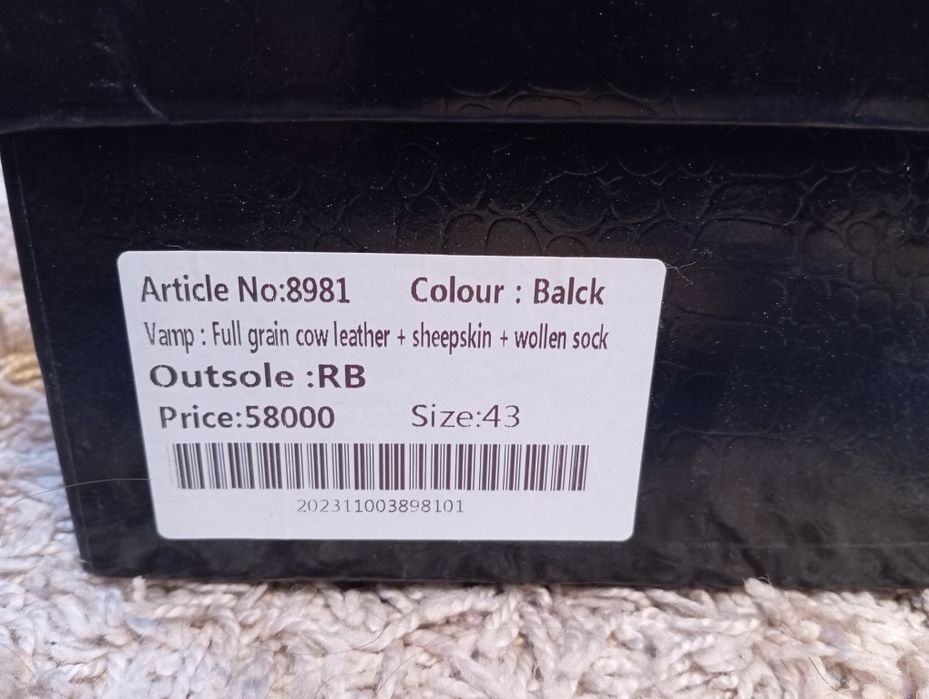 Article No:8981 Colour : Balck
Vamp : Full grain cow leather + sheepskin + wollen sock
Outsole :RB
Price:58000 Size:43
202311003898101